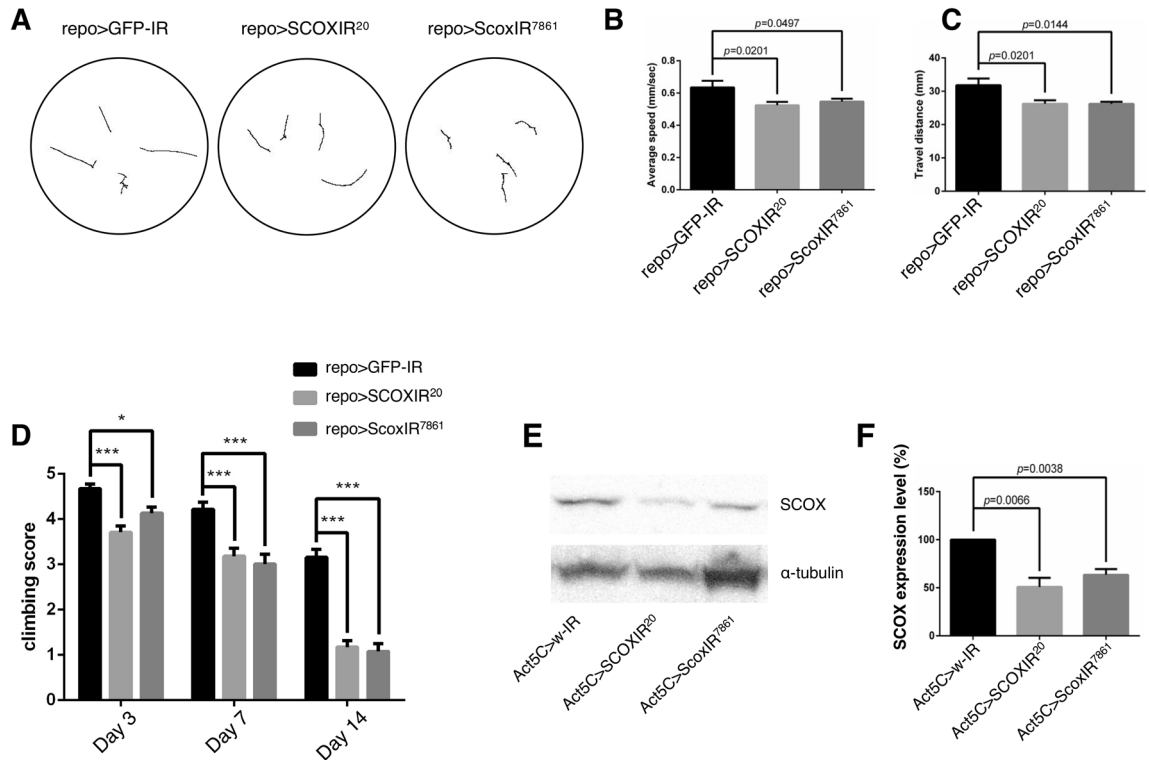 A
repo>GFP-IR
repo>SCOXIR20
repo>ScoxIR7861
B
p=0.0497
p=0.0201
Average speed (mm/sec)
0.8
0.6
0.4
0.2
0.0
repo>GFP-IR
repo>SCOXIR20
repo>ScoxIR7861
C
p=0.0144
p=0.0201
Travel distance (mm)
40
30
20
10
0
repo>GFP-IR
repo>SCOXIR20
repo>ScoxIR7861
repo>GFP-IR
repo>SCOXIR20
repo>ScoxIR7861
D
*
***
***
***
***
***
climbing score
5
4
3
2
1
0
Day 3
Day 7
Day 14
E
SCOX
α-tubulin
Act5C>w-IR
Act5C>SCOXIR20
Act5C>ScoxIR7861
F
p=0.0038
p=0.0066
SCOX expression level (%)
150
100
50
0
Act5C>w-IR
Act5C>SCOXIR20
Act5C>ScoxIR7861